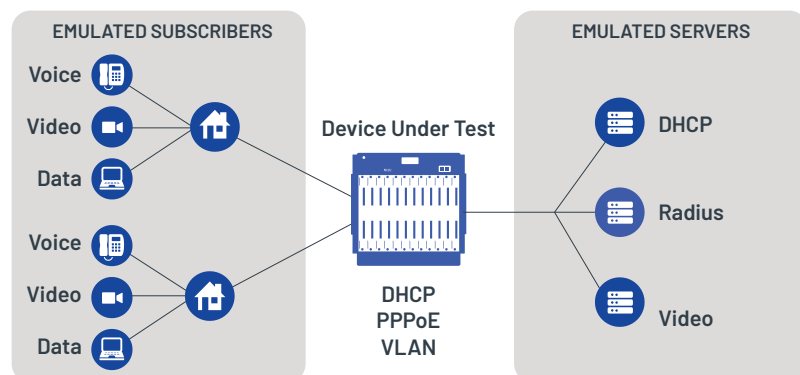 EMULATED SUBSCRIBERS
Voice
Video
Data
Voice
Video
Data
Device Under Test
DHCP
PPPoE
VLAN
EMULATED SERVERS
DHCP
Radius
Video